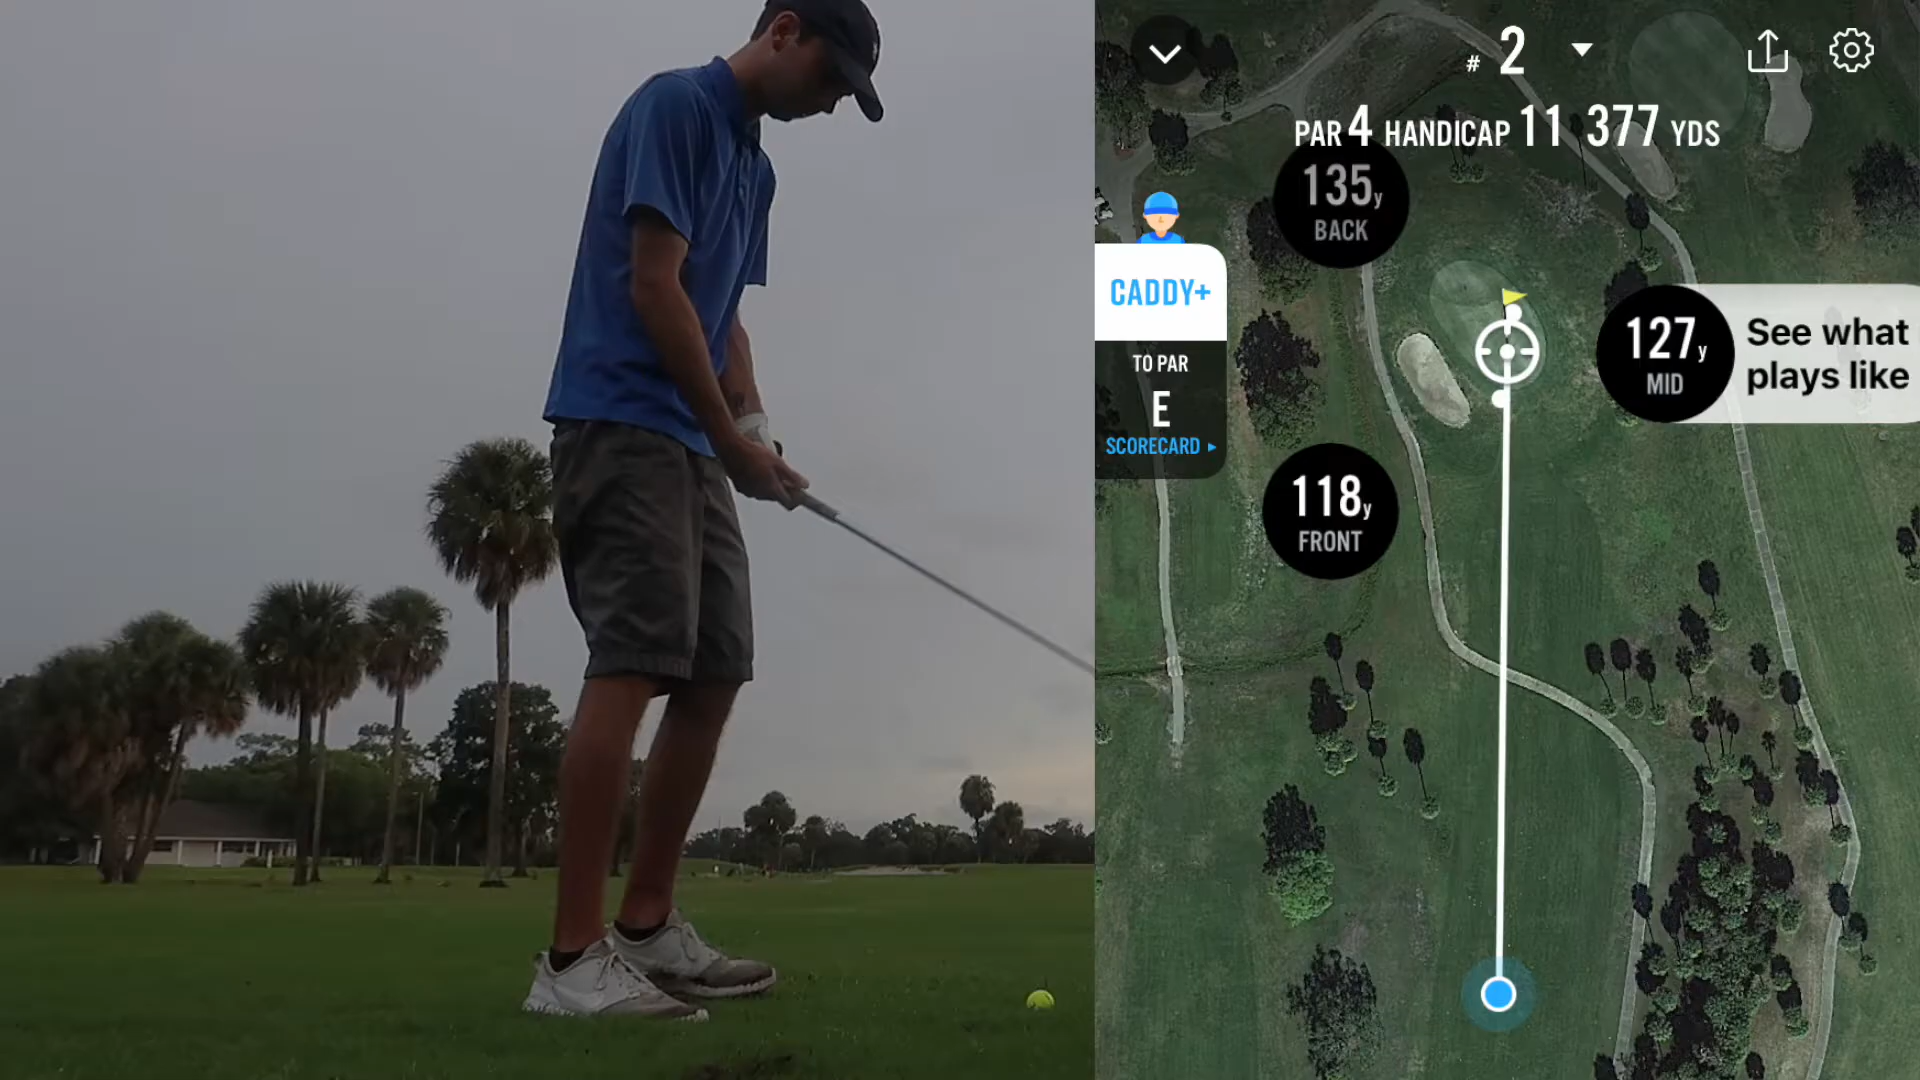 # 2
PAR 4 HANDICAP 11 377 YDS
135y
BACK
CADDY+
TO PAR
E
SCORECARD ▸
127y
MID
See what
plays like
118y
FRONT